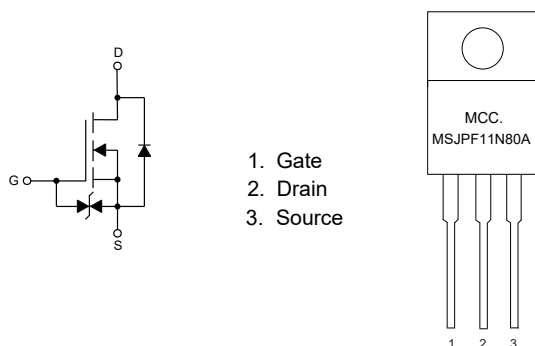 D
G
S
1. Gate
2. Drain
3. Source
MCC.
MSJPF11N80A
1 2 3